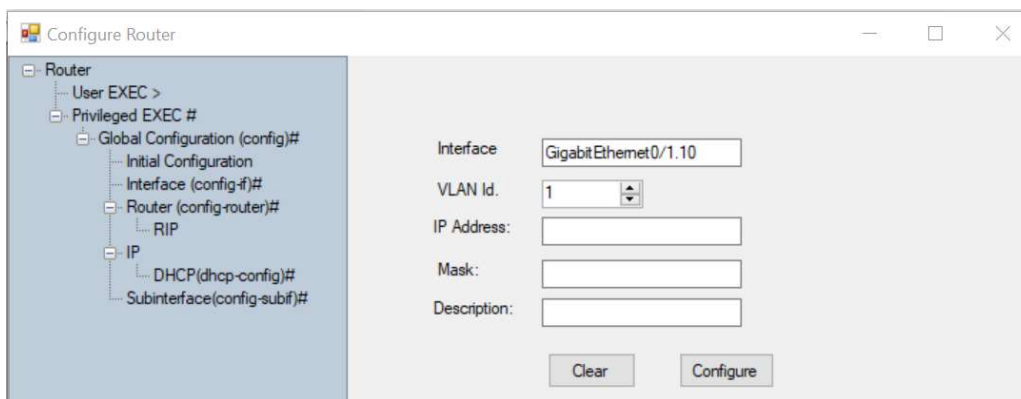 Configure Router
Router
User EXEC >
Privileged EXEC #
Global Configuration (config)#
Initial Configuration
Interface (config-if)#
Router (config-router)#
RIP
IP
DHCP(dhcp-config)#
Subinterface(config-subif)#
Interface GigabitEthernet0/1.10
VLAN Id. 1
IP Address:
Mask:
Description:
Clear Configure